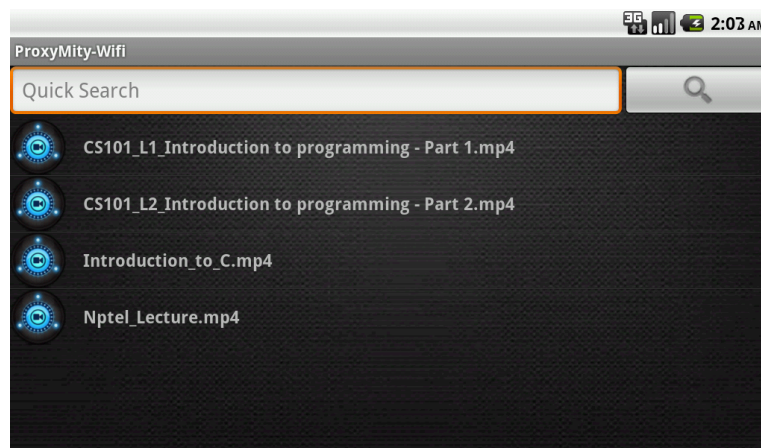 3G 2:03 AM
ProxyMity-Wifi
Quick Search
CS101_L1_Introduction to programming - Part 1.mp4
CS101_L2_Introduction to programming - Part 2.mp4
Introduction_to_C.mp4
Nptel_Lecture.mp4